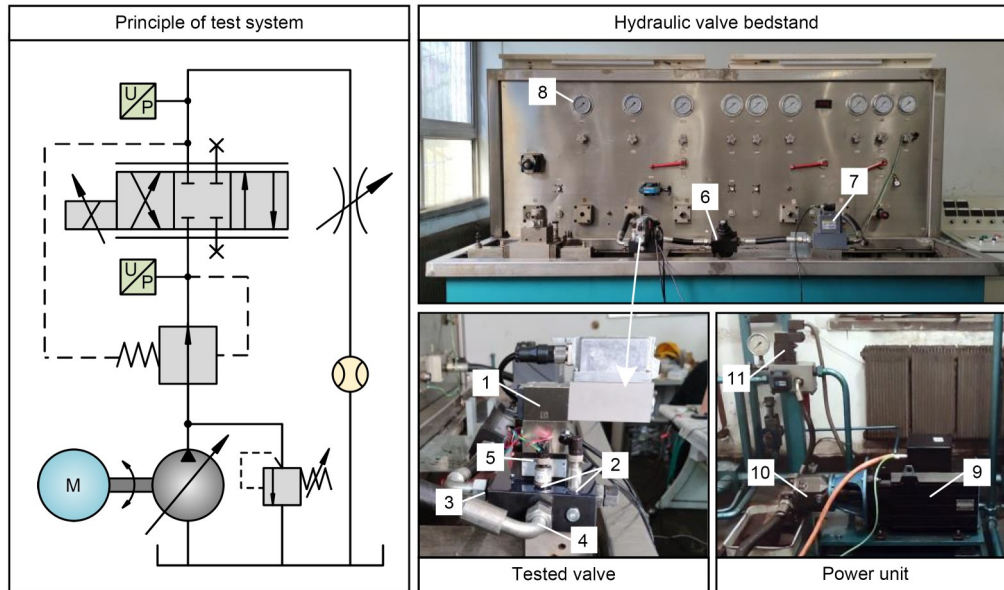 Principle of test system
U
P
U
P
M
Hydraulic valve bedstand
8
6
7
1
5
2
3
4
Tested valve
11
10
9
Power unit